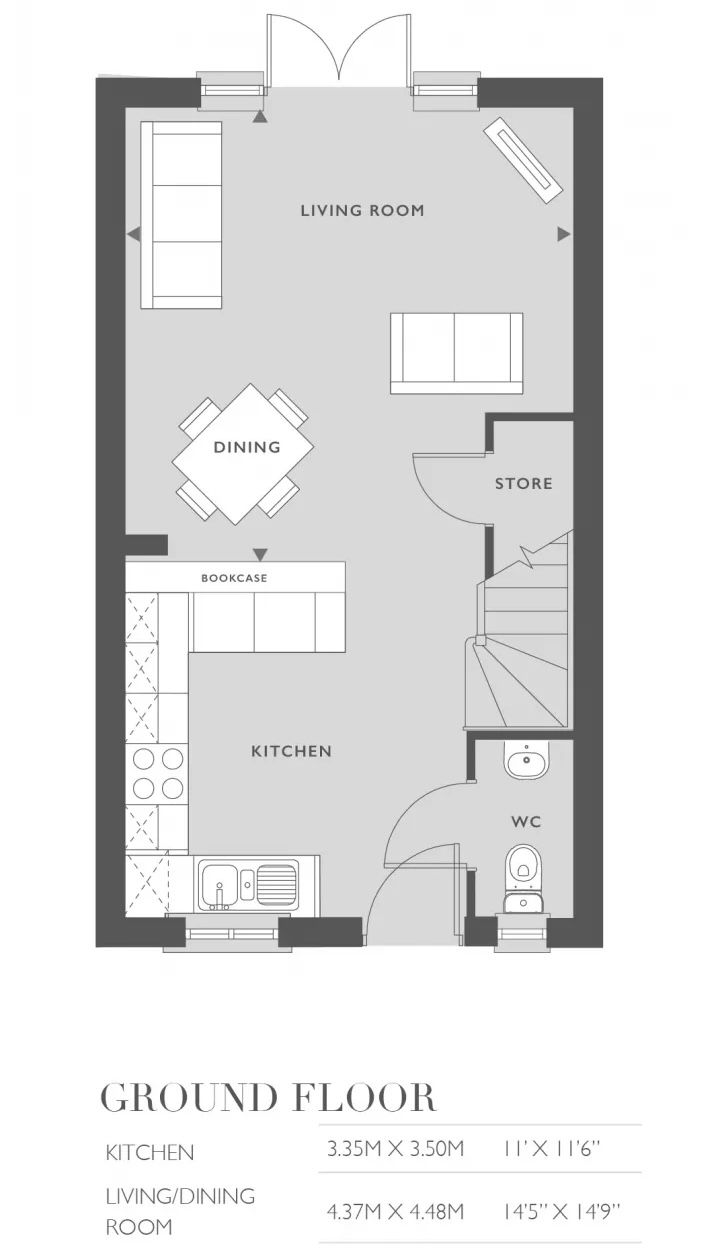 LIVING ROOM
DINING
STORE
BOOKCASE
KITCHEN
WC
GROUND FLOOR
KITCHEN 3.35M X 3.50M 11' X 11'6"
LIVING/DINING
ROOM 4.37M X 4.48M 14'5" X 14'9"